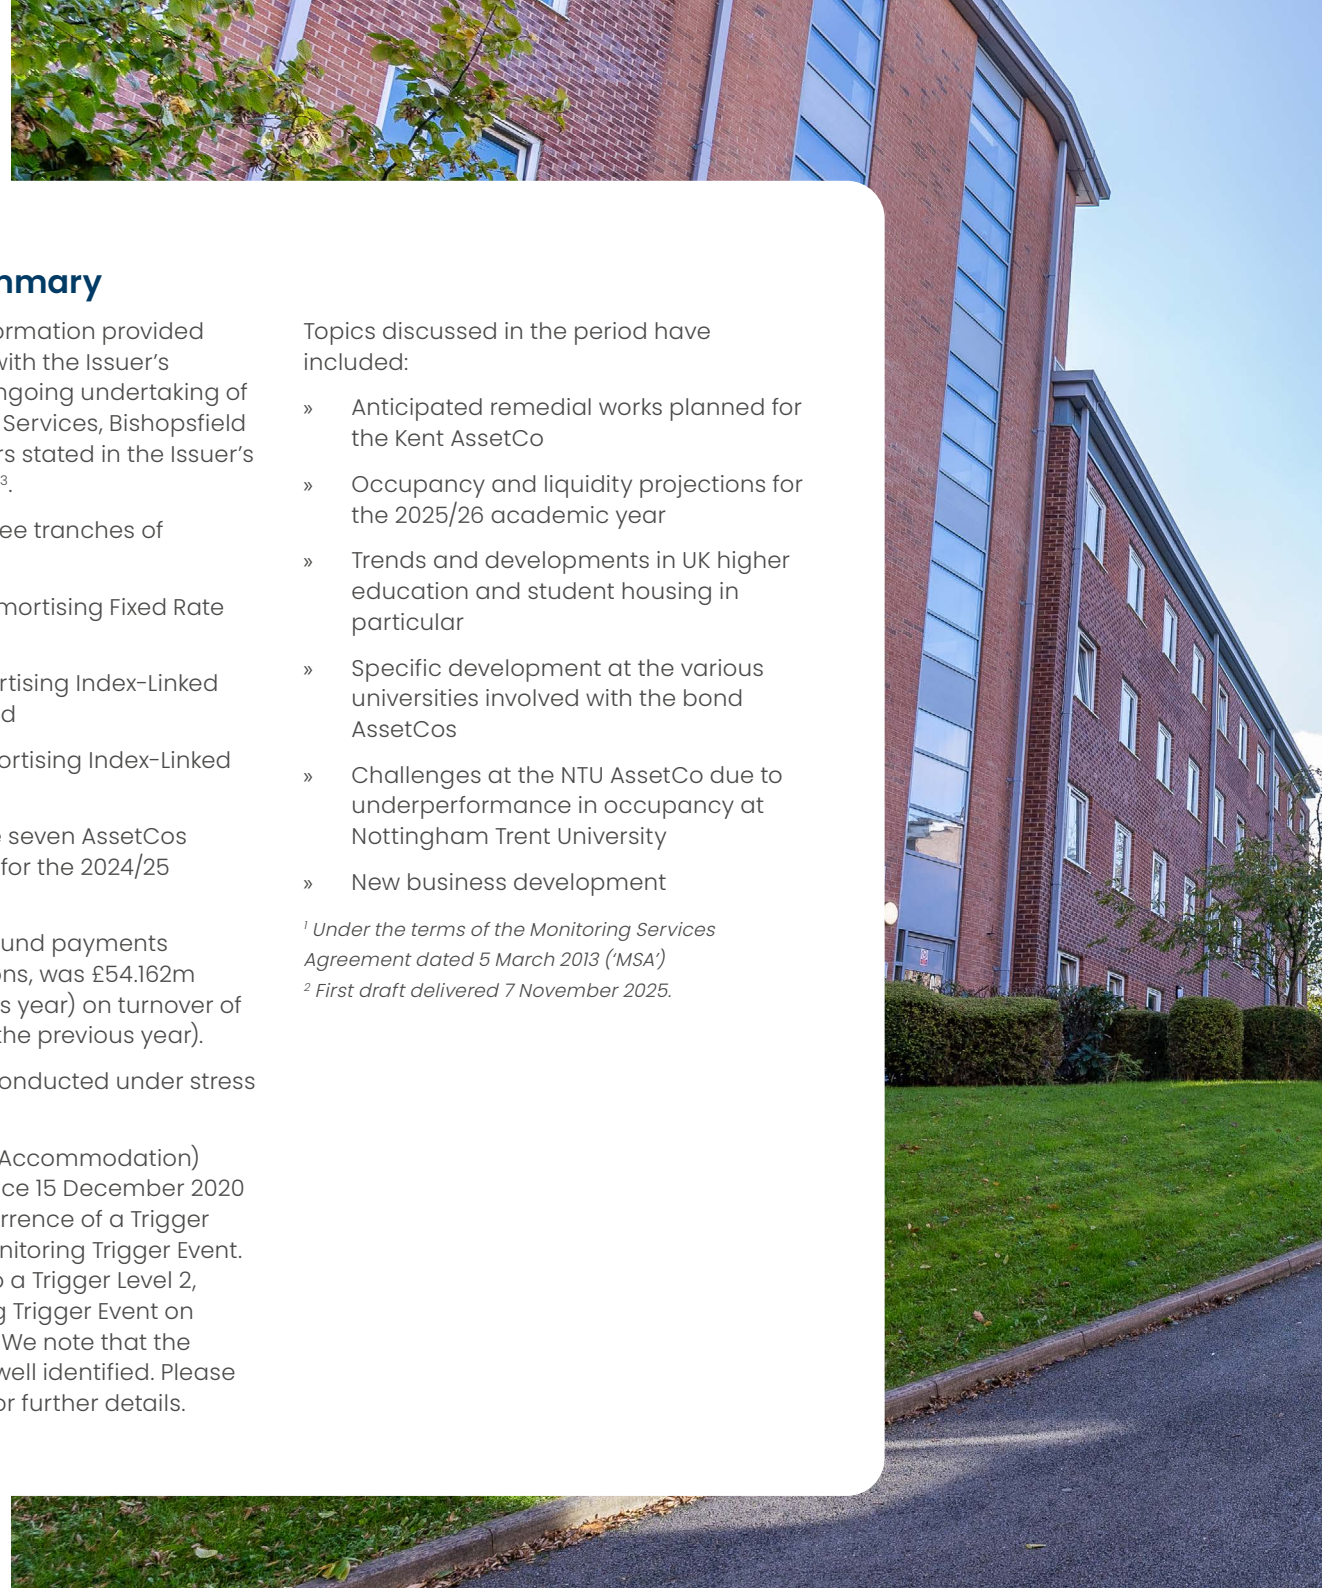 mmary
ormation provided
with the Issuer's
ngoing undertaking of
Services, Bishopsfield
rs stated in the Issuer's
3.
ee tranches of
mortising Fixed Rate
rtising Index-Linked
d
ortising Index-Linked
e seven AssetCos
for the 2024/25
und payments
ons, was £54.162m
s year) on turnover of
the previous year).
onducted under stress
Accommodation)
ce 15 December 2020
rrence of a Trigger
nitoring Trigger Event.
o a Trigger Level 2,
g Trigger Event on
We note that the
well identified. Please
or further details.
Topics discussed in the period have
included:
» Anticipated remedial works planned for
the Kent AssetCo
» Occupancy and liquidity projections for
the 2025/26 academic year
» Trends and developments in UK higher
education and student housing in
particular
» Specific development at the various
universities involved with the bond
AssetCos
» Challenges at the NTU AssetCo due to
underperformance in occupancy at
Nottingham Trent University
» New business development
1 Under the terms of the Monitoring Services
Agreement dated 5 March 2013 ('MSA')
2 First draft delivered 7 November 2025.